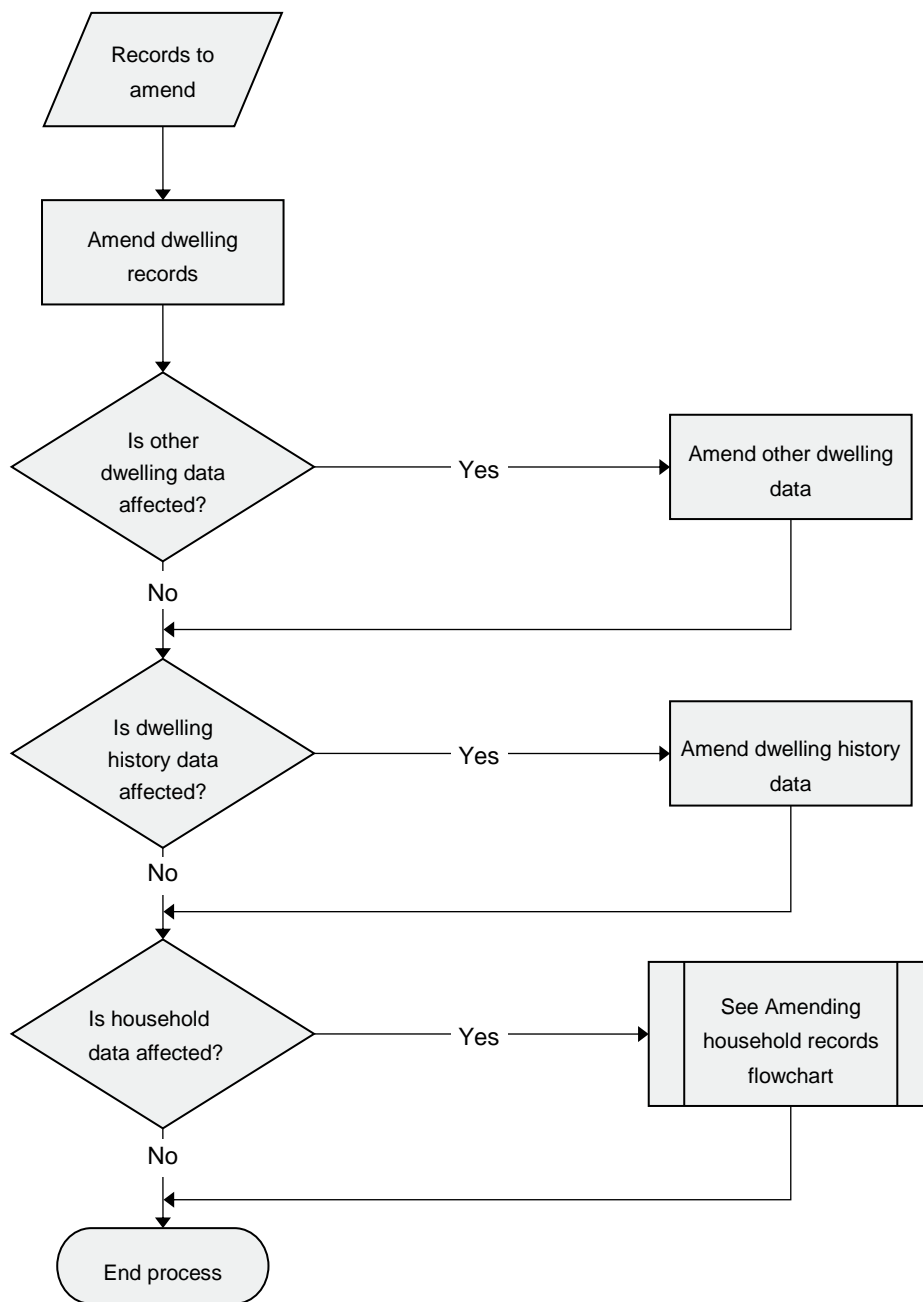 Records to
amend
Amend dwelling
records
Is other
dwelling data
affected?
Yes
Amend other dwelling
data
No
Is dwelling
history data
affected?
Yes
Amend dwelling history
data
No
Is household
data affected?
Yes
See Amending
household records
flowchart
No
End process